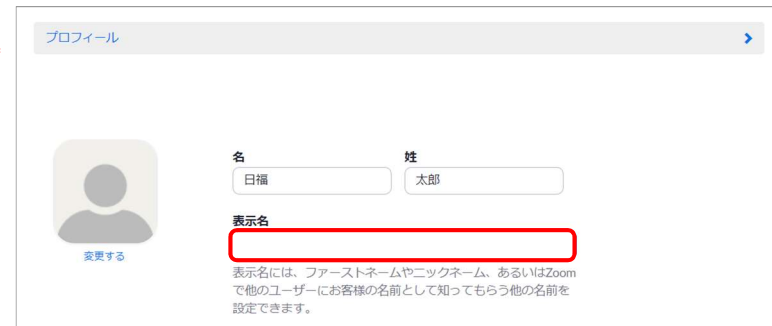 プロフィール
名 姓
日福 太郎
表示名
変更する
表示名には、ファーストネームやニックネーム、あるいはZoom
で他のユーザーにお客様の名前として知ってもらう他の名前を
設定できます。